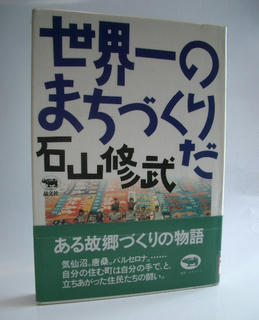 世界一の
まちづくりだ
石山修武
晶文社
ある故郷づくりの物語
気仙沼。唐桑。バルセロナ。……
自分の住む町は自分の手で、と、
立ちあがった住民たちの闘い。